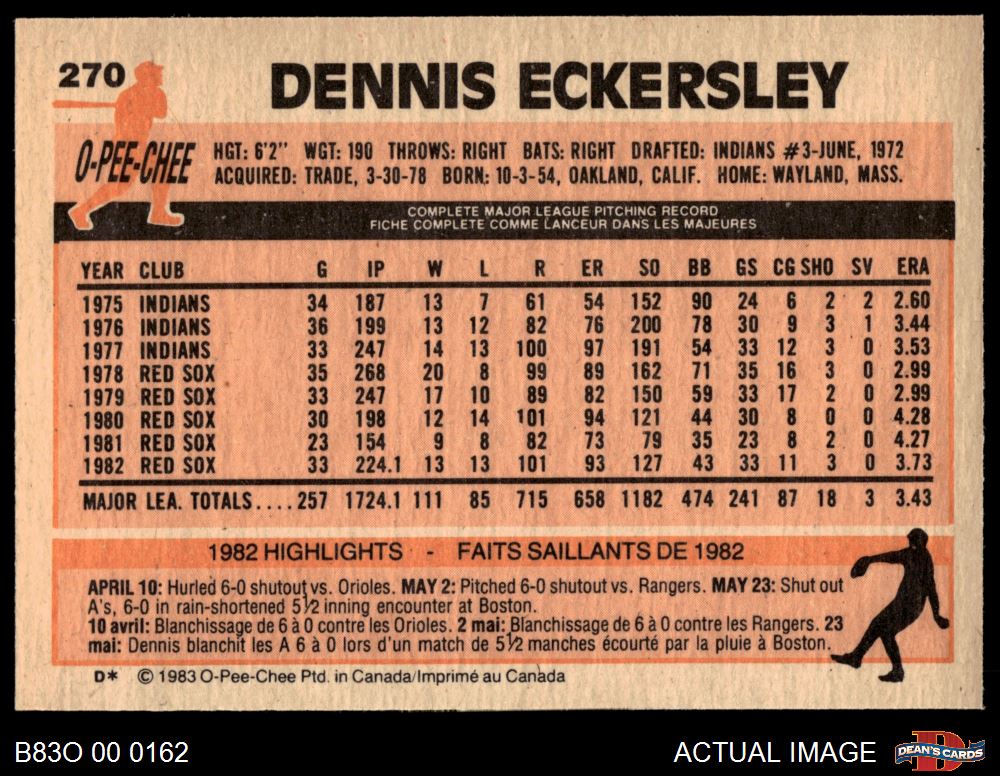 270
DENNIS ECKERSLEY
O-PEE-CHEE
HGT: 6'2" WGT: 190 THROWS: RIGHT BATS: RIGHT DRAFTED: INDIANS #3-JUNE, 1972
ACQUIRED: TRADE, 3-30-78 BORN: 10-3-54, OAKLAND, CALIF. HOME: WAYLAND, MASS.
COMPLETE MAJOR LEAGUE PITCHING RECORD
FICHE COMPLETE COMME LANCEUR DANS LES MAJEURES
YEAR CLUB G IP W L R ER SO BB GS CG SHO SV ERA
1975 INDIANS 34 187 13 7 61 54 152 90 24 6 2 2 2.60
1976 INDIANS 36 199 13 12 82 76 200 78 30 9 3 1 3.44
1977 INDIANS 33 247 14 13 100 97 191 54 33 12 3 0 3.53
1978 RED SOX 35 268 20 8 99 89 162 71 35 16 3 0 2.99
1979 RED SOX 33 247 17 10 89 82 150 59 33 17 2 0 2.99
1980 RED SOX 30 198 12 14 101 94 121 44 30 8 0 0 4.28
1981 RED SOX 23 154 9 8 82 73 79 35 23 8 2 0 4.27
1982 RED SOX 33 224.1 13 13 101 93 127 43 33 11 3 0 3.73
MAJOR LEA. TOTALS....257 1724.1 111 85 715 658 1182 474 241 87 18 3 3.43
1982 HIGHLIGHTS - FAITS SAILLANTS DE 1982
APRIL 10: Hurled 6-0 shutout vs. Orioles. MAY 2: Pitched 6-0 shutout vs. Rangers. MAY 23: Shut out
A's, 6-0 in rain-shortened 5½ inning encounter at Boston.
10 avril: Blanchissage de 6 à 0 contre les Orioles. 2 mai: Blanchissage de 6 à 0 contre les Rangers. 23
mai: Dennis blanchit les A 6 à 0 lors d'un match de 5½ manches écourté par la pluie à Boston.
D* © 1983 O-Pee-Chee Ptd. in Canada/Imprimé au Canada
B83O 00 0162
ACTUAL IMAGE
DEAN'S CARDS